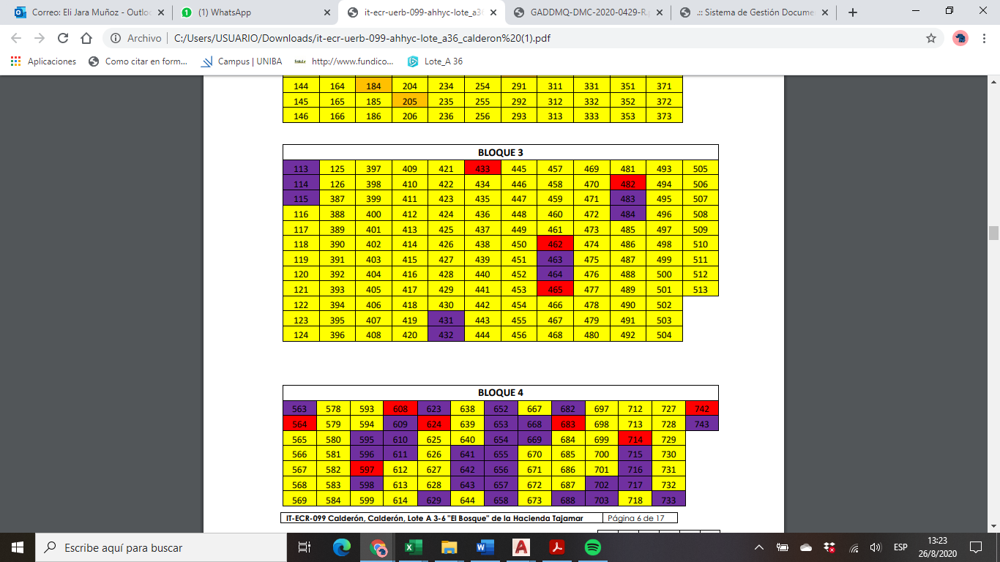 Correo: Eli Jara Muñoz - Outlo
(1) WhatsApp
it-ecr-uerb-099-ahhyc-lote_a36
GADDMQ-DMC-2020-0429-R.p
.:: Sistema de Gestión Docume
Archivo C:/Users/USUARIO/Downloads/it-ecr-uerb-099-ahhyc-lote_a36_calderon%20(1).pdf
Aplicaciones Como citar en form... Campus | UNIBA http://www.fundico... Lote_A 36
144 164 184 204 234 254 291 311 331 351 371
145 165 185 205 235 255 292 312 332 352 372
146 166 186 206 236 256 293 313 333 353 373
BLOQUE 3
113 125 397 409 421 433 445 457 469 481 493 505
114 126 398 410 422 434 446 458 470 482 494 506
115 387 399 411 423 435 447 459 471 483 495 507
116 388 400 412 424 436 448 460 472 484 496 508
117 389 401 413 425 437 449 461 473 485 497 509
118 390 402 414 426 438 450 462 474 486 498 510
119 391 403 415 427 439 451 463 475 487 499 511
120 392 404 416 428 440 452 464 476 488 500 512
121 393 405 417 429 441 453 465 477 489 501 513
122 394 406 418 430 442 454 466 478 490 502
123 395 407 419 431 443 455 467 479 491 503
124 396 408 420 432 444 456 468 480 492 504
BLOQUE 4
563 578 593 608 623 638 652 667 682 697 712 727 742
564 579 594 609 624 639 653 668 683 698 713 728 743
565 580 595 610 625 640 654 669 684 699 714 729
566 581 596 611 626 641 655 670 685 700 715 730
567 582 597 612 627 642 656 671 686 701 716 731
568 583 598 613 628 643 657 672 687 702 717 732
569 584 599 614 629 644 658 673 688 703 718 733
IT-ECR-099 Calderón, Calderón, Lote A 3-6 "El Bosque" de la Hacienda Tajamar Página 6 de 17
Escribe aquí para buscar
ESP
13:23
26/8/2020